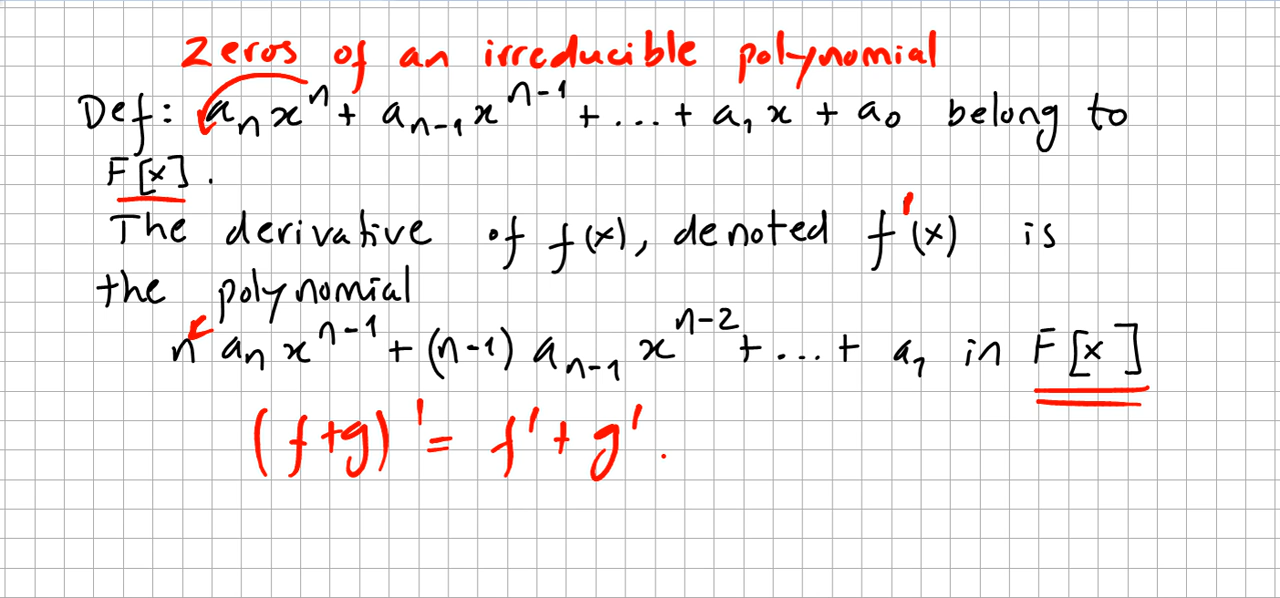 Zeros of an irreducible polynomial
Def: aₙxⁿ + aₙ₋₁xⁿ⁻¹ + ... + a₁x + a₀ belong to
F[x].
The derivative of f(x), denoted f'(x) is
the polynomial
n aₙxⁿ⁻¹ + (n-1) aₙ₋₁xⁿ⁻² + ... + a₁ in F[x]
(f+g)' = f' + g'.